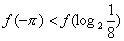 f(−π) < f(log₂ 1/8)